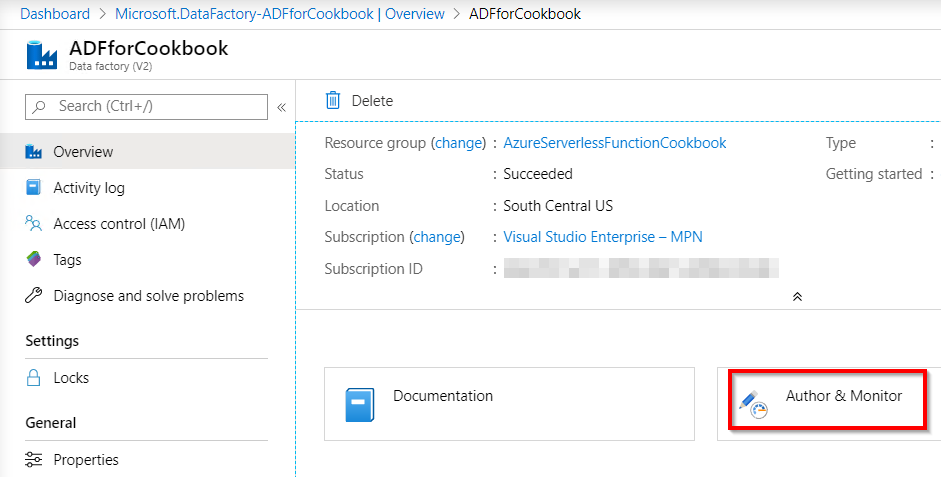 Dashboard > Microsoft.DataFactory-ADFforCookbook | Overview > ADFforCookbook
ADFforCookbook
Data factory (V2)
Search (Ctrl+/)
«
Overview
Activity log
Access control (IAM)
Tags
Diagnose and solve problems
Settings
Locks
General
Properties
Delete
Resource group (change) : AzureServerlessFunctionCookbook
Type :
Status : Succeeded
Getting started :
Location : South Central US
Subscription (change) : Visual Studio Enterprise – MPN
Subscription ID :
Documentation
Author & Monitor